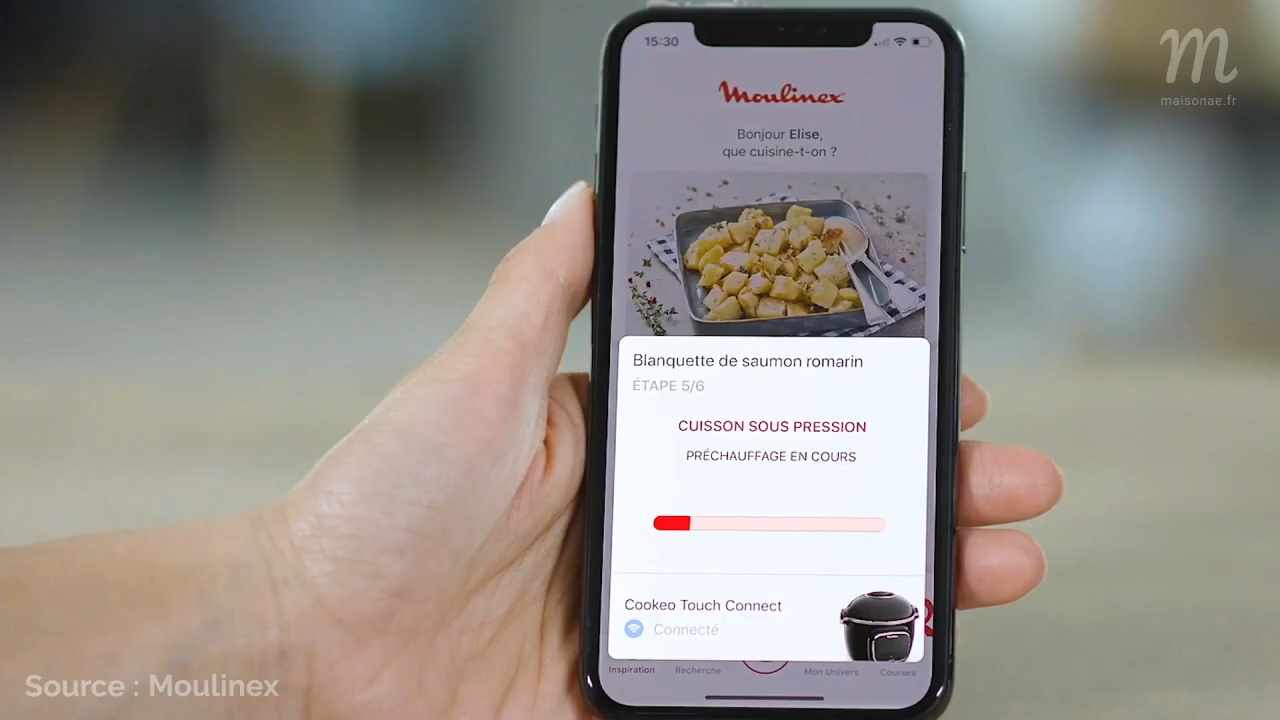 15:30
m
maisonae.fr
Moulinex
Bonjour Elise,
que cuisine-t-on ?
Blanquette de saumon romarin
ÉTAPE 5/6
CUISSON SOUS PRESSION
PRÉCHAUFFAGE EN COURS
Cookeo Touch Connect
Connecté
Inspiration
Recherche
Mon Univers
Courses
Source : Moulinex